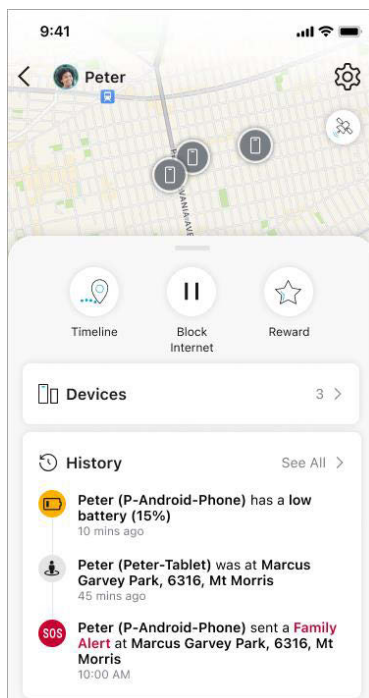 9:41
Peter
VANIA AVE
Timeline
Block
Internet
Reward
Devices
3
History
See All
Peter (P-Android-Phone) has a low
battery (15%)
10 mins ago
Peter (Peter-Tablet) was at Marcus
Garvey Park, 6316, Mt Morris
45 mins ago
SOS
Peter (P-Android-Phone) sent a Family
Alert at Marcus Garvey Park, 6316, Mt
Morris
10:00 AM